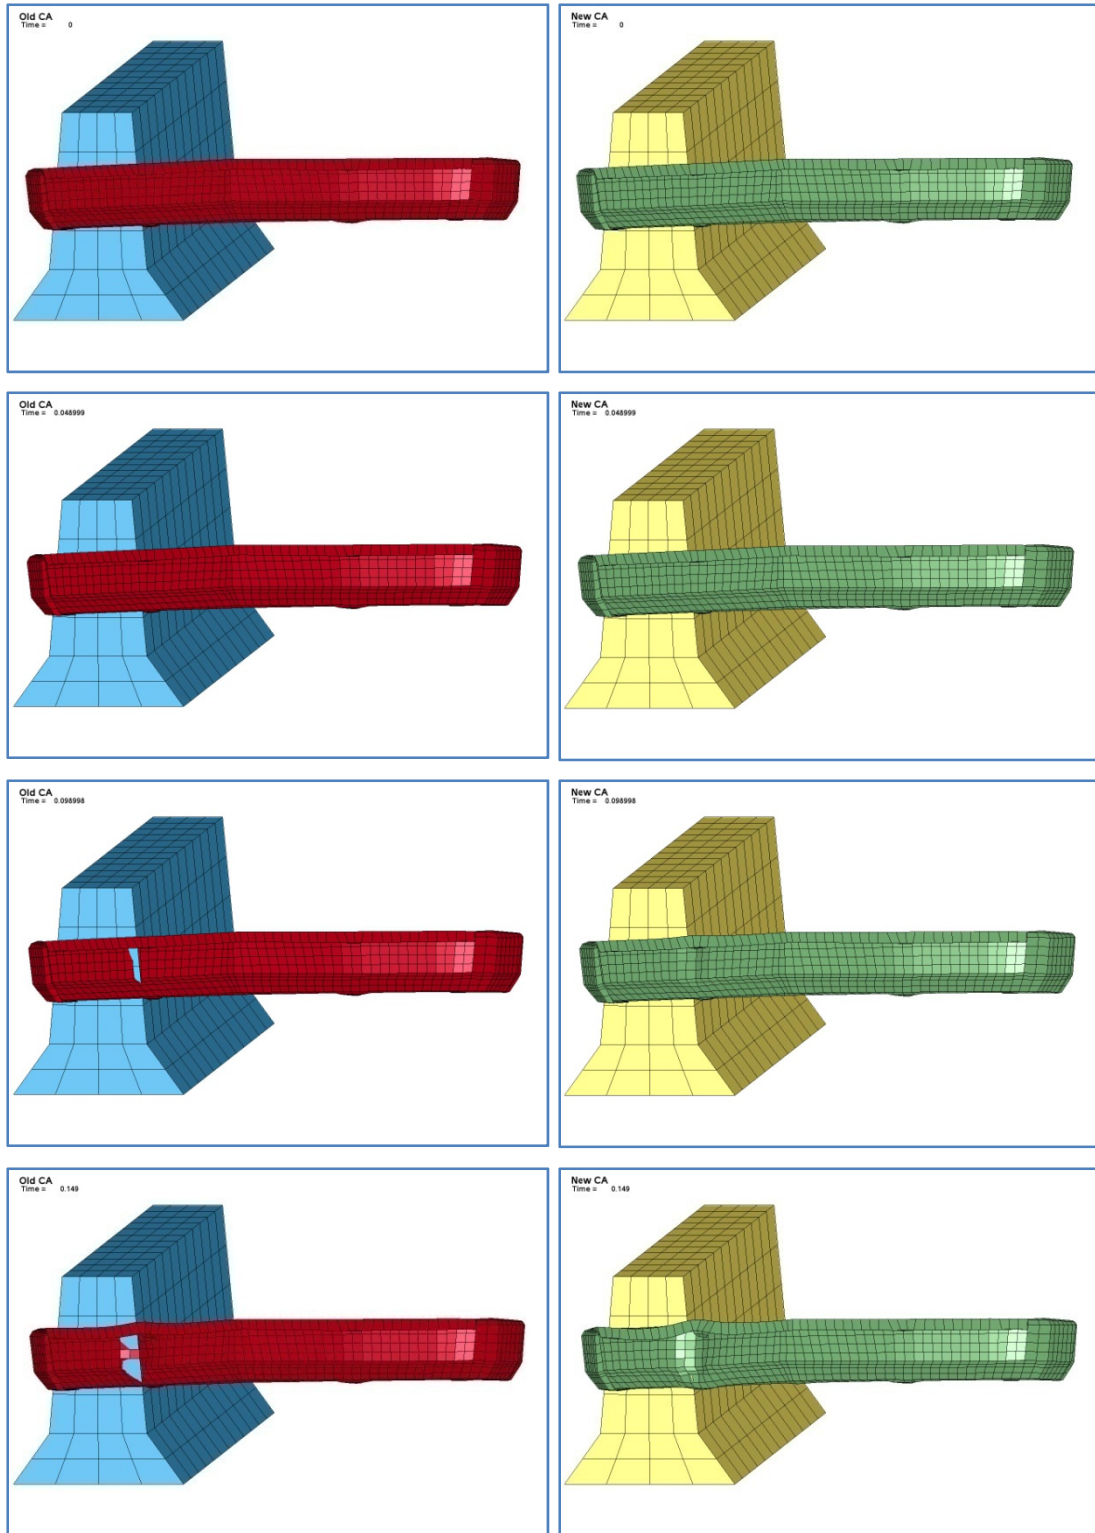 Old CA
Time = 0
New CA
Time = 0
Old CA
Time = 0.048999
New CA
Time = 0.048999
Old CA
Time = 0.098998
New CA
Time = 0.098998
Old CA
Time = 0.149
New CA
Time = 0.149